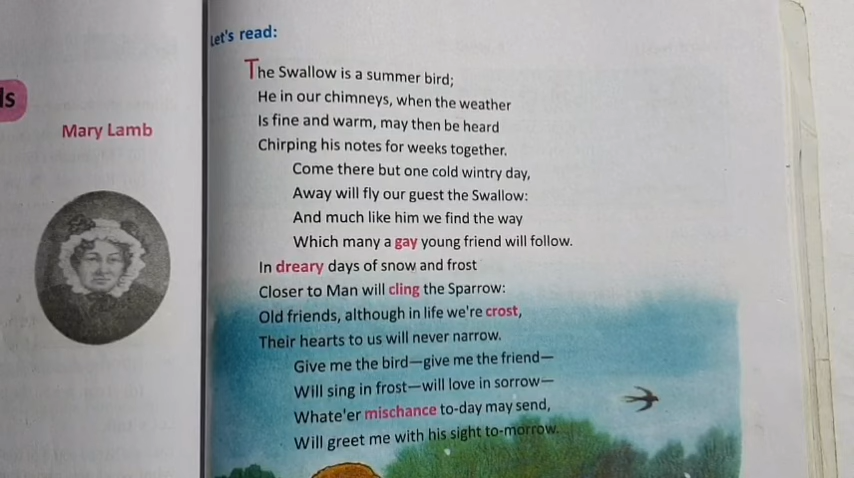 ls
Mary Lamb
Let's read:
The Swallow is a summer bird;
He in our chimneys, when the weather
Is fine and warm, may then be heard
Chirping his notes for weeks together.
Come there but one cold wintry day,
Away will fly our guest the Swallow:
And much like him we find the way
Which many a gay young friend will follow.
In dreary days of snow and frost
Closer to Man will cling the Sparrow:
Old friends, although in life we're crost,
Their hearts to us will never narrow.
Give me the bird—give me the friend—
Will sing in frost—will love in sorrow—
Whate'er mischance to-day may send,
Will greet me with his sight to-morrow.